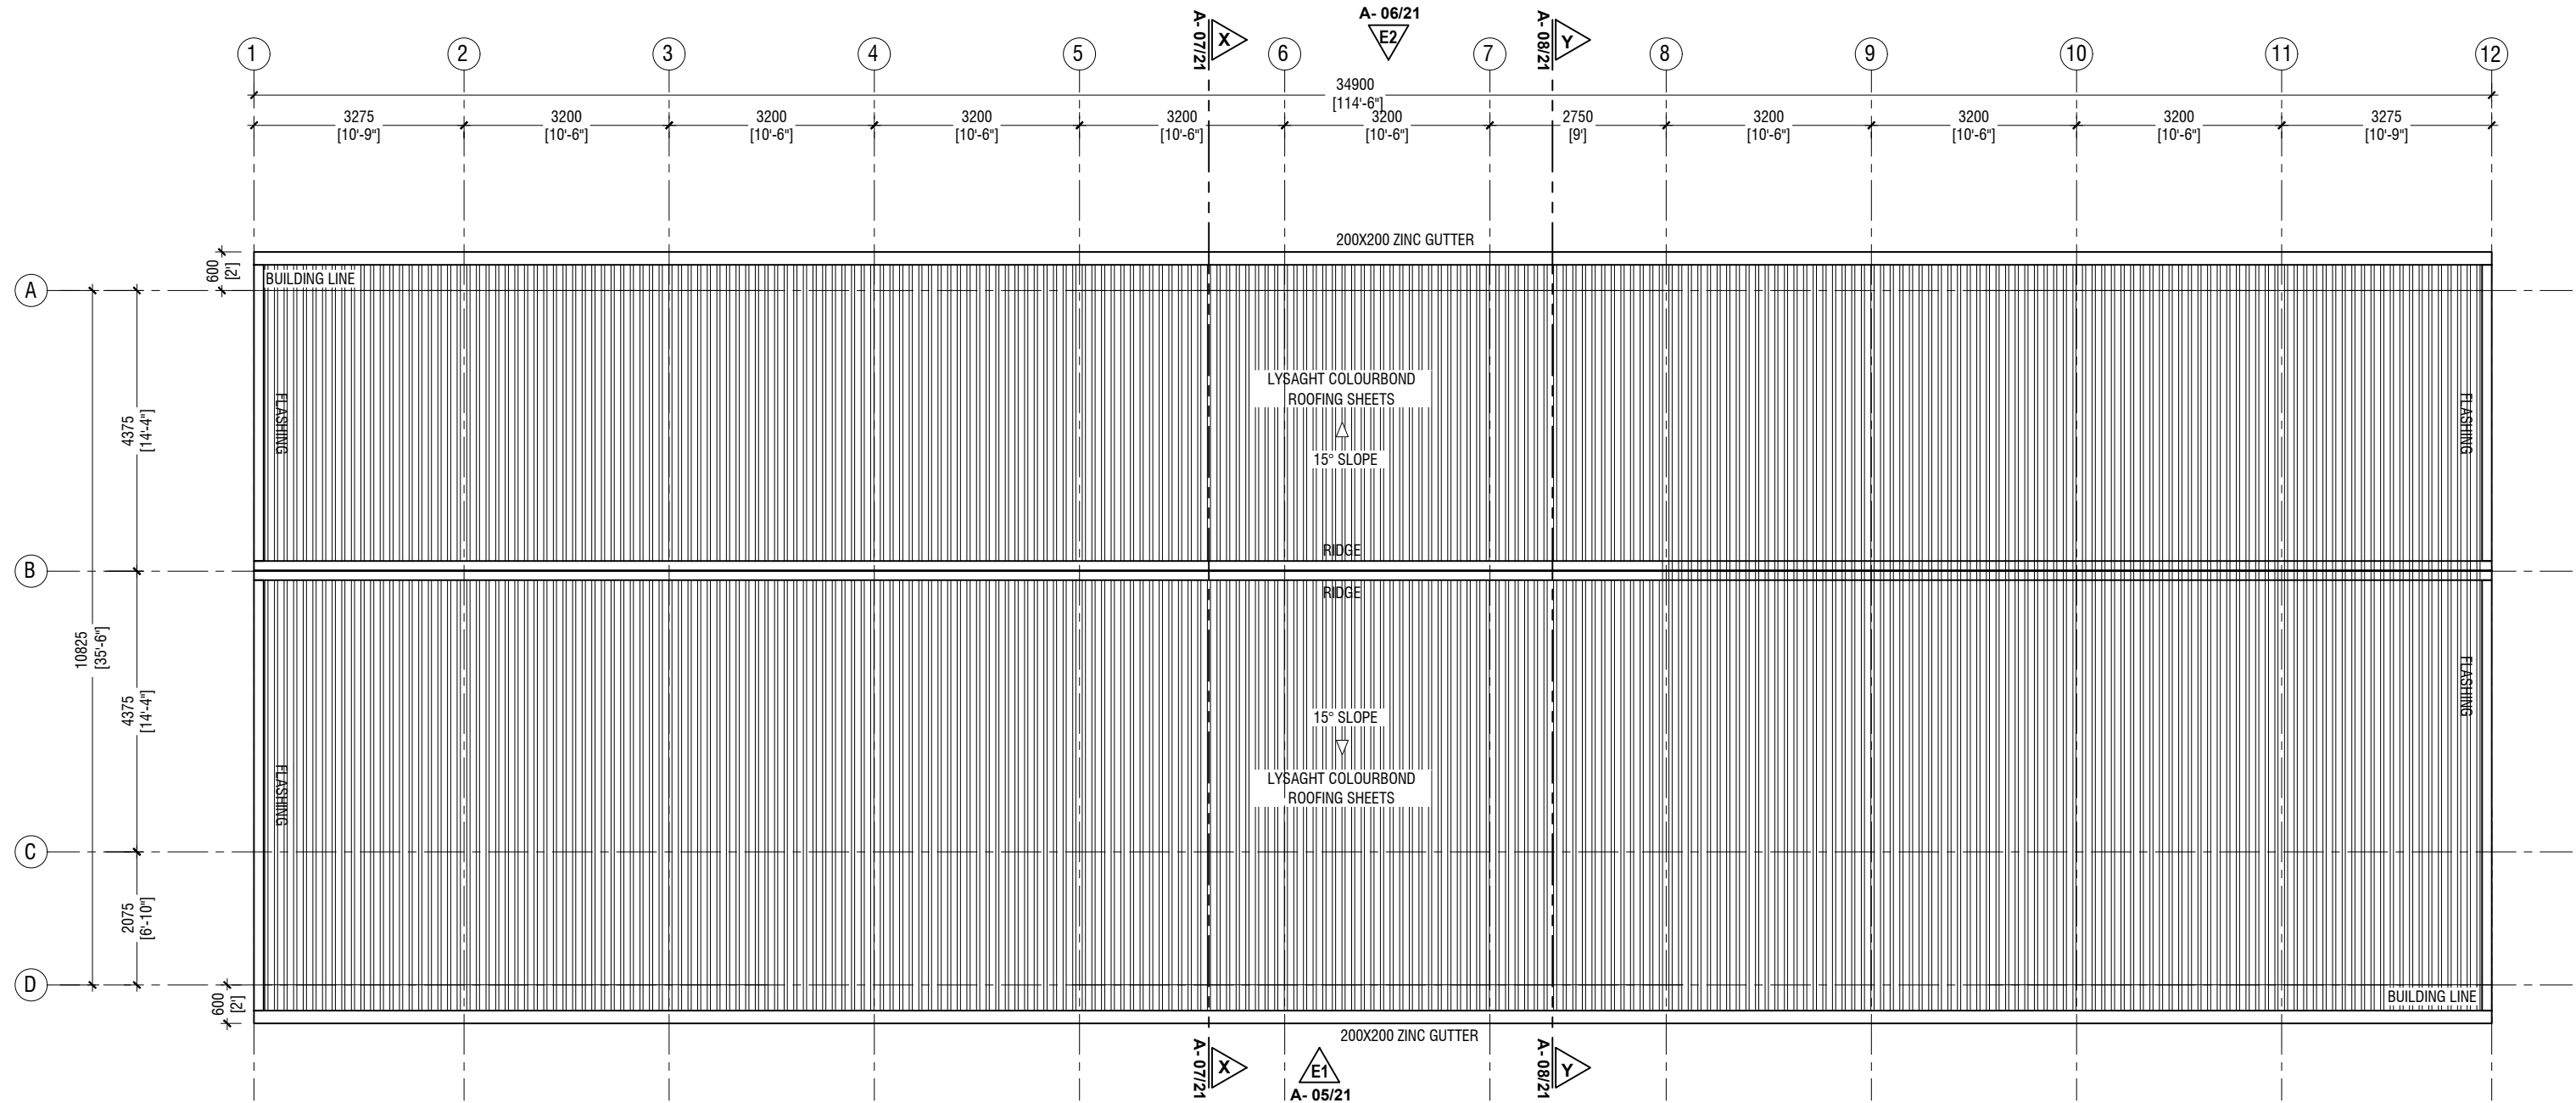 A- 07/21
X
A- 06/21
E2
A- 08/21
Y
1
2
3
4
5
6
7
8
9
10
11
12
34900
[114'-6"]
3275
[10'-9"]
3200
[10'-6"]
3200
[10'-6"]
3200
[10'-6"]
3200
[10'-6"]
3200
[10'-6"]
2750
[9']
3200
[10'-6"]
3200
[10'-6"]
3200
[10'-6"]
3275
[10'-9"]
200X200 ZINC GUTTER
600
[2']
BUILDING LINE
A
LYSAGHT COLOURBOND
ROOFING SHEETS
FLASHING
FLASHING
4375
[14'-4"]
15° SLOPE
RIDGE
B
RIDGE
10825
[35'-6"]
4375
[14'-4"]
FLASHING
15° SLOPE
LYSAGHT COLOURBOND
ROOFING SHEETS
FLASHING
C
2075
[6'-10"]
D
600
[2']
BUILDING LINE
200X200 ZINC GUTTER
A- 07/21
X
E1
A- 05/21
A- 08/21
Y